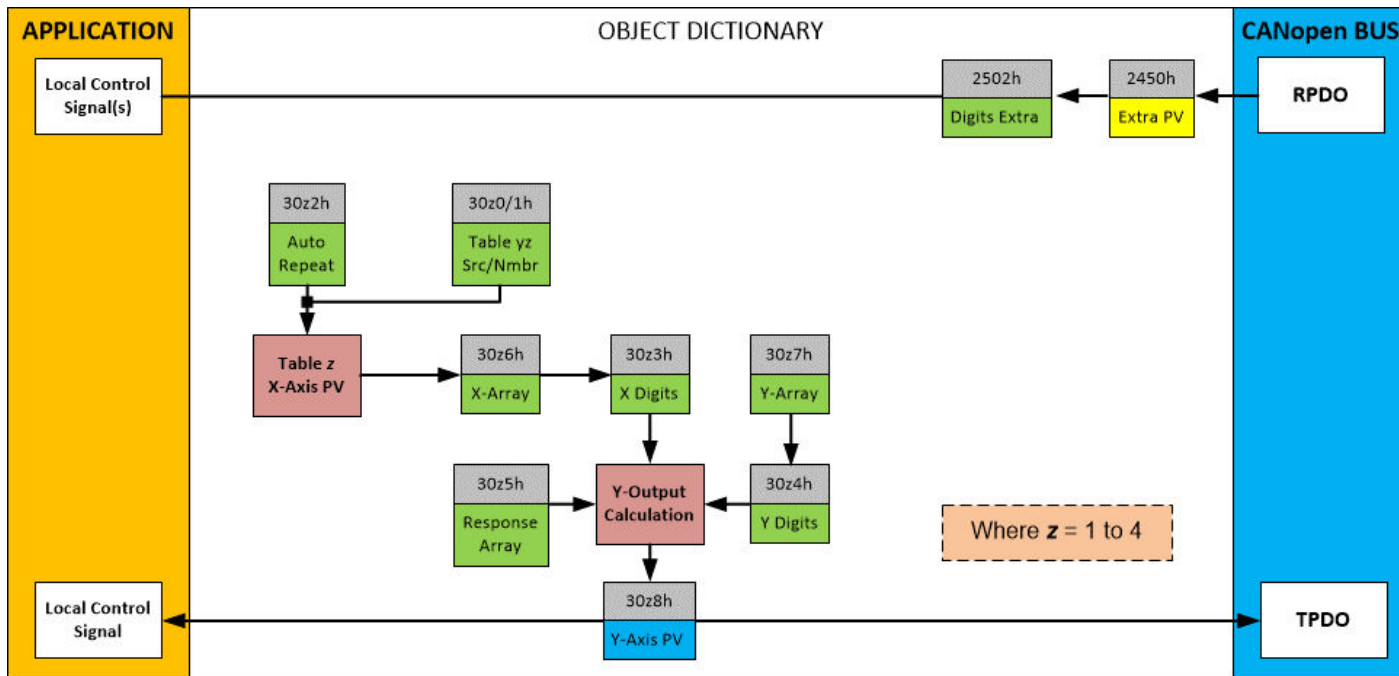 APPLICATION
OBJECT DICTIONARY
CANopen BUS
Local Control
Signal(s)
2502h
Digits Extra
2450h
Extra PV
RPDO
30z2h
Auto
Repeat
30z0/1h
Table yz
Src/Nmbr
Table z
X-Axis PV
30z6h
X-Array
30z3h
X Digits
30z7h
Y-Array
30z5h
Response
Array
Y-Output
Calculation
30z4h
Y Digits
Where z = 1 to 4
Local Control
Signal
30z8h
Y-Axis PV
TPDO